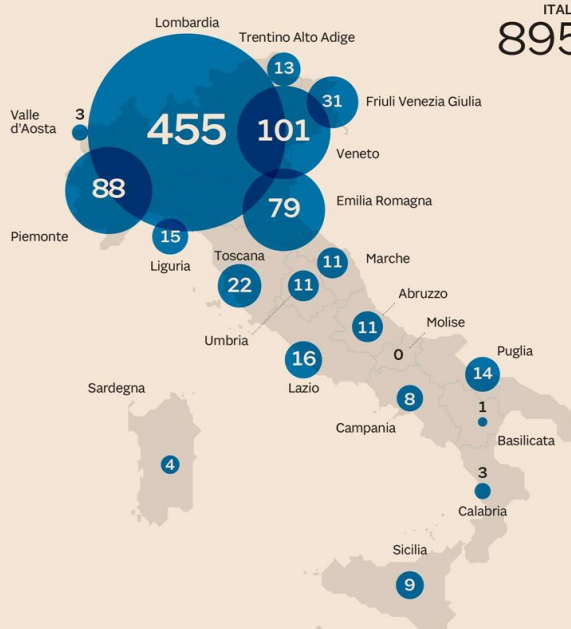 ITAL
895
Lombardia
Trentino Alto Adige
13
31
Friuli Venezia Giulia
3
Valle
d'Aosta
455
101
Veneto
88
79
Emilia Romagna
Piemonte
15
Liguria
Toscana
22
11
Marche
11
Umbria
Abruzzo
11
Molise
0
16
Lazio
Puglia
14
Sardegna
8
Campania
1
Basilicata
4
3
Calabria
Sicilia
9